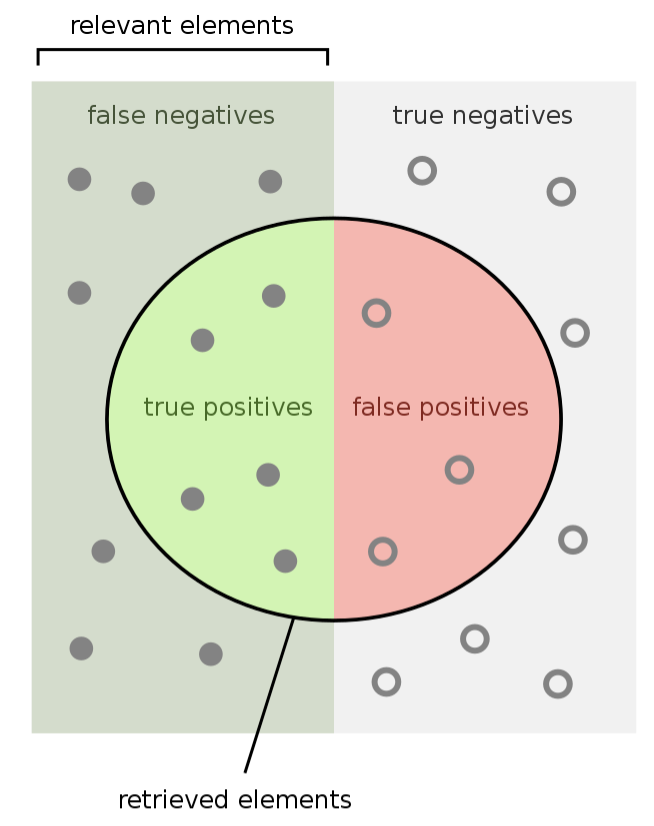 relevant elements
false negatives
true negatives
true positives
false positives
retrieved elements